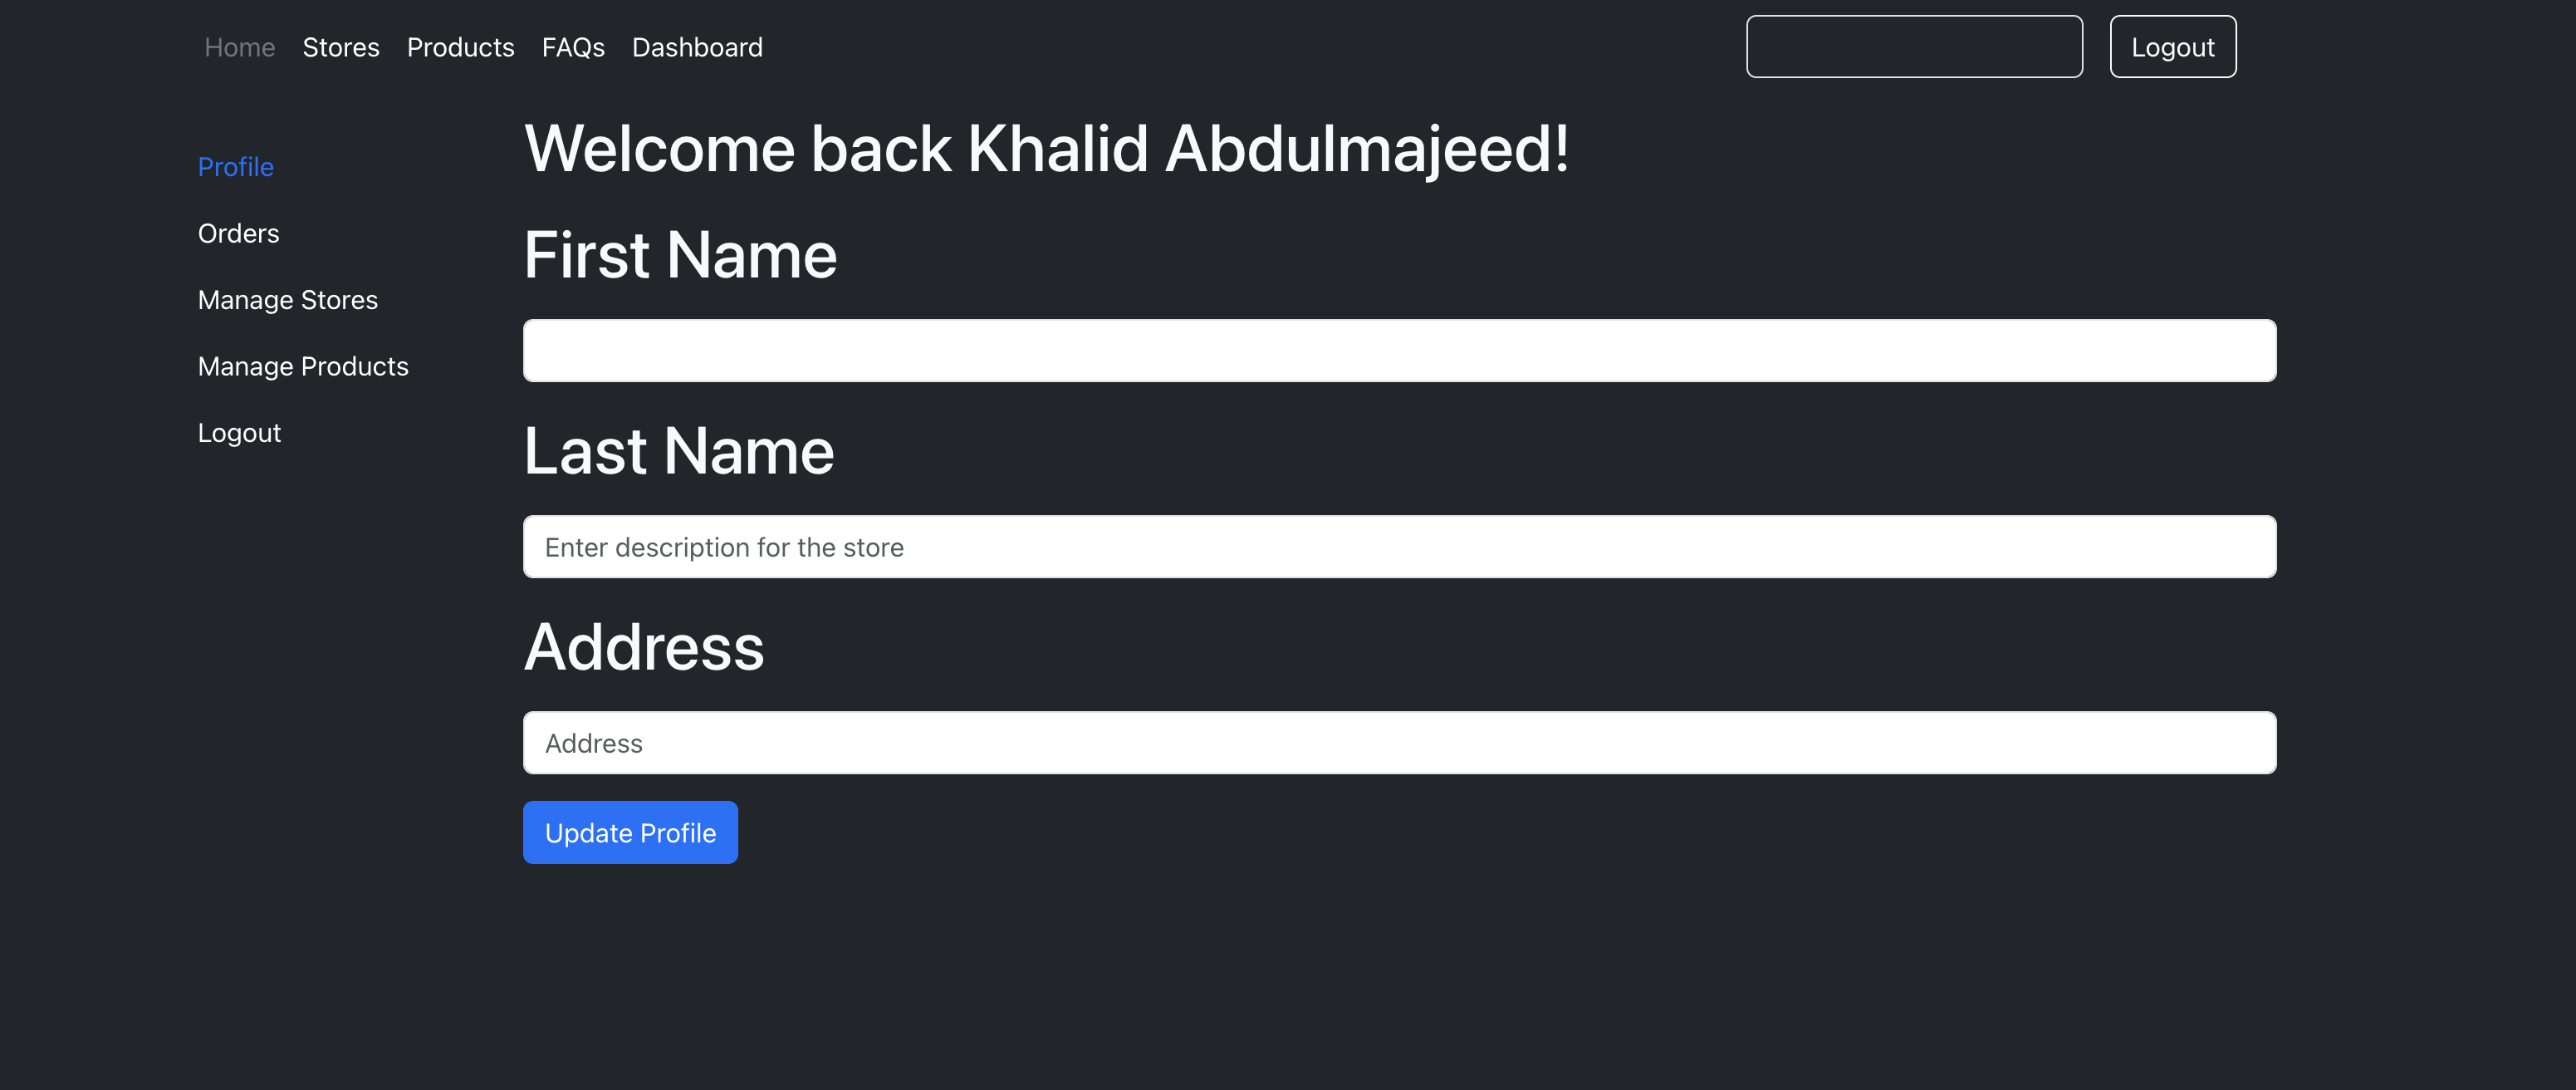 Home Stores Products FAQs Dashboard Logout
Profile
Orders
Manage Stores
Manage Products
Logout
Welcome back Khalid Abdulmajeed!
First Name
Last Name
Enter description for the store
Address
Address
Update Profile